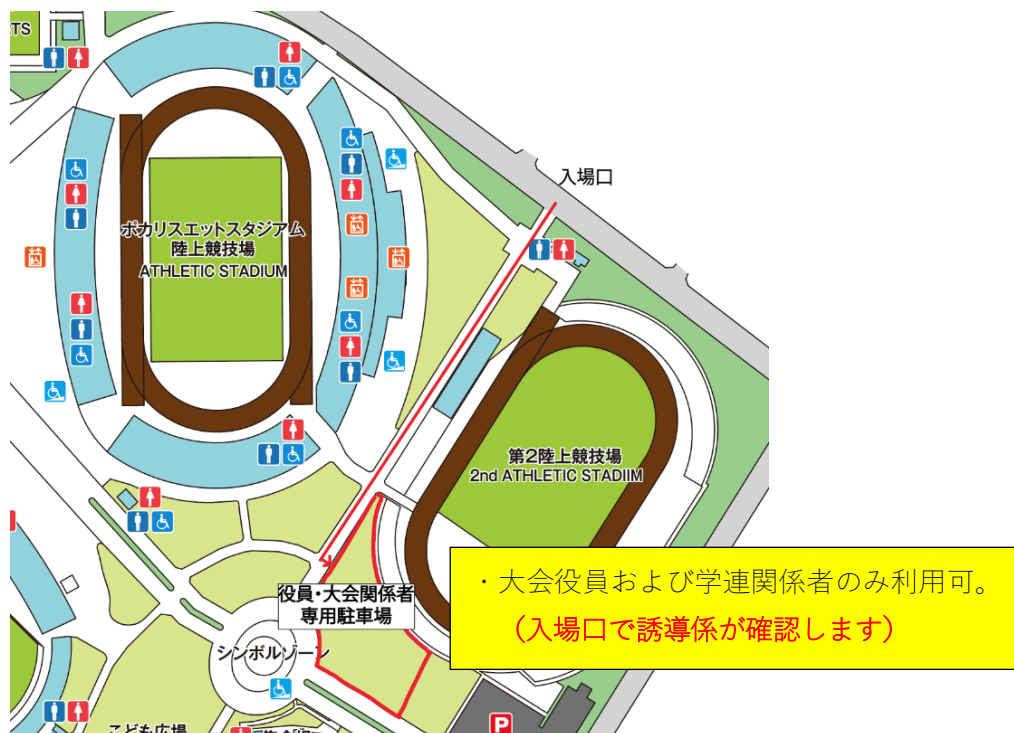 ETS
入場口
ポカリスエットスタジアム
陸上競技場
ATHLETIC STADIUM
第2陸上競技場
2nd ATHLETIC STADIIM
・大会役員および学連関係者のみ利用可。
（入場口で誘導係が確認します）
役員・大会関係者
専用駐車場
シンボルゾーン
こども広場
P